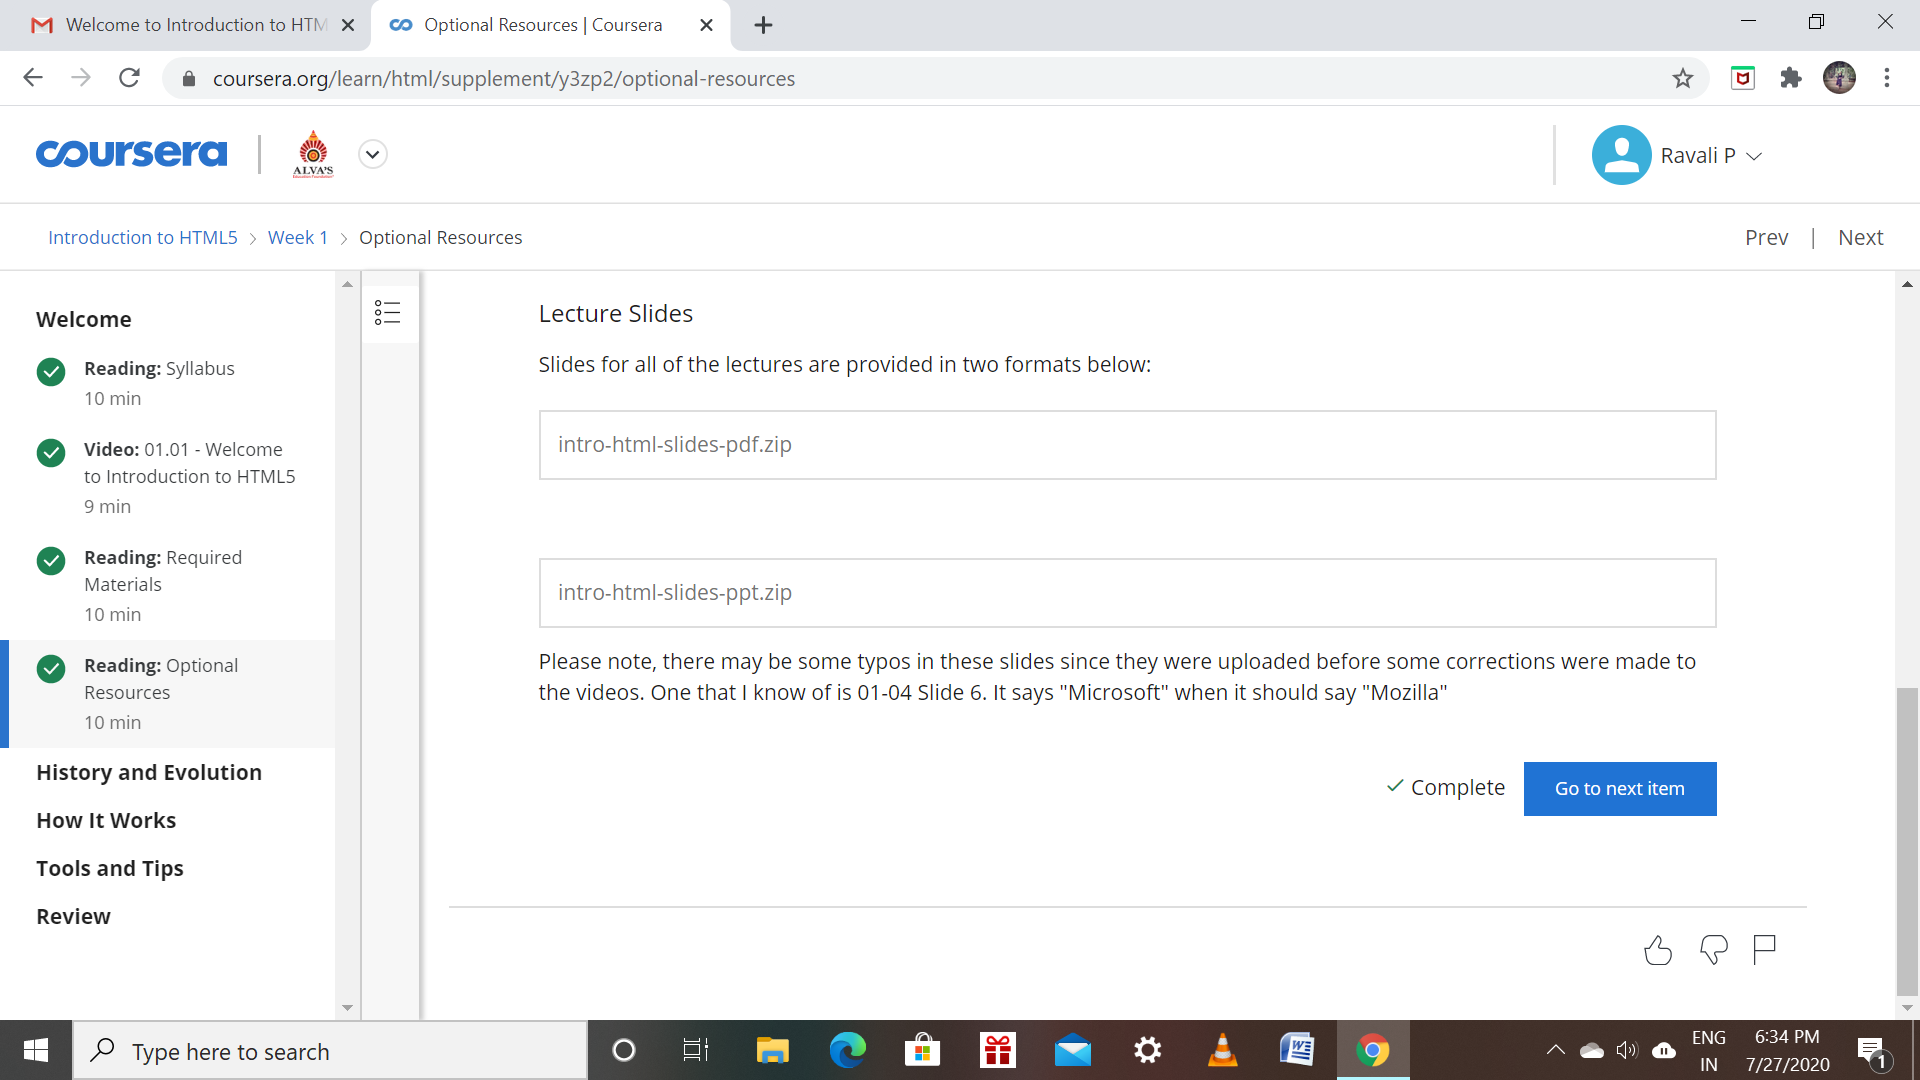 Welcome to Introduction to HTM
Optional Resources | Coursera
coursera.org/learn/html/supplement/y3zp2/optional-resources
coursera
ALVA'S
Ravali P
Introduction to HTML5 > Week 1 > Optional Resources
Prev | Next
Welcome
Reading: Syllabus
10 min
Video: 01.01 - Welcome
to Introduction to HTML5
9 min
Reading: Required
Materials
10 min
Reading: Optional
Resources
10 min
History and Evolution
How It Works
Tools and Tips
Review
Lecture Slides
Slides for all of the lectures are provided in two formats below:
intro-html-slides-pdf.zip
intro-html-slides-ppt.zip
Please note, there may be some typos in these slides since they were uploaded before some corrections were made to
the videos. One that I know of is 01-04 Slide 6. It says "Microsoft" when it should say "Mozilla"
Complete
Go to next item
Type here to search
ENG
IN
6:34 PM
7/27/2020
1